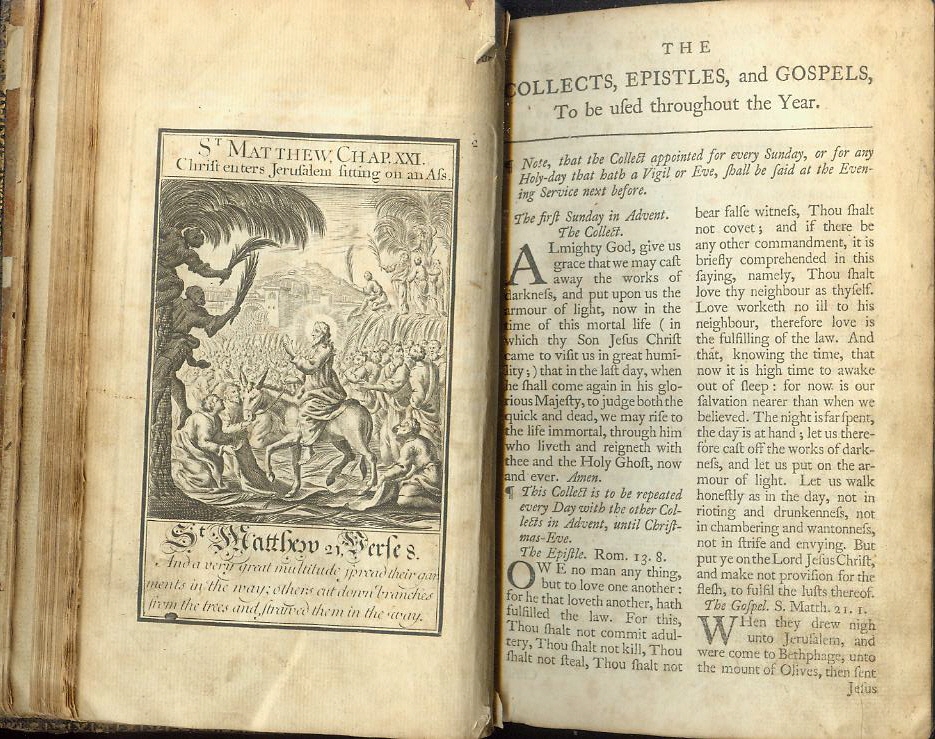 Sᵀ MATTHEW, CHAP. XXI.
Chriſt enters Jeruſalem ſitting on an Aſs.
Sᵗ Matthew 21, Verſe 8.
And a very great multitude ſpread their gar
ments in the way; others cut down branches
from the trees and ſtrawed them in the way.
THE
COLLECTS, EPISTLES, and GOSPELS,
To be uſed throughout the Year.
¶ Note, that the Collect appointed for every Sunday, or for any
Holy-day that hath a Vigil or Eve, ſhall be ſaid at the Even-
ing Service next before.
The firſt Sunday in Advent.
The Collect.
ALmighty God, give us
grace that we may caſt
away the works of
darkneſs, and put upon us the
armour of light, now in the
time of this mortal life ( in
which thy Son Jeſus Chriſt
came to viſit us in great humi-
lity;) that in the laſt day, when
he ſhall come again in his glo-
rious Majeſty, to judge both the
quick and dead, we may riſe to
the life immortal, through him
who liveth and reigneth with
thee and the Holy Ghoſt, now
and ever. Amen.
¶ This Collect is to be repeated
every Day with the other Col-
lects in Advent, until Chriſt-
mas-Eve.
The Epiſtle. Rom. 13. 8.
OWE no man any thing,
but to love one another :
for he that loveth another, hath
fulfilled the law. For this,
Thou ſhalt not commit adul-
tery, Thou ſhalt not kill, Thou
ſhalt not ſteal, Thou ſhalt not
bear falſe witneſs, Thou ſhalt
not covet ; and if there be
any other commandment, it is
briefly comprehended in this
ſaying, namely, Thou ſhalt
love thy neighbour as thyſelf.
Love worketh no ill to his
neighbour, therefore love is
the fulfilling of the law. And
that, knowing the time, that
now it is high time to awake
out of ſleep : for now is our
ſalvation nearer than when we
believed. The night is far ſpent,
the day is at hand ; let us there-
fore caſt off the works of dark-
neſs, and let us put on the ar-
mour of light. Let us walk
honeſtly as in the day, not in
rioting and drunkenneſs, not
in chambering and wantonneſs,
not in ſtrife and envying. But
put ye on the Lord Jeſus Chriſt,
and make not proviſion for the
fleſh, to fulfil the luſts thereof.
The Goſpel. S. Matth. 21. 1.
WHen they drew nigh
unto Jeruſalem, and
were come to Bethphage, unto
the mount of Olives, then ſent
Jeſus